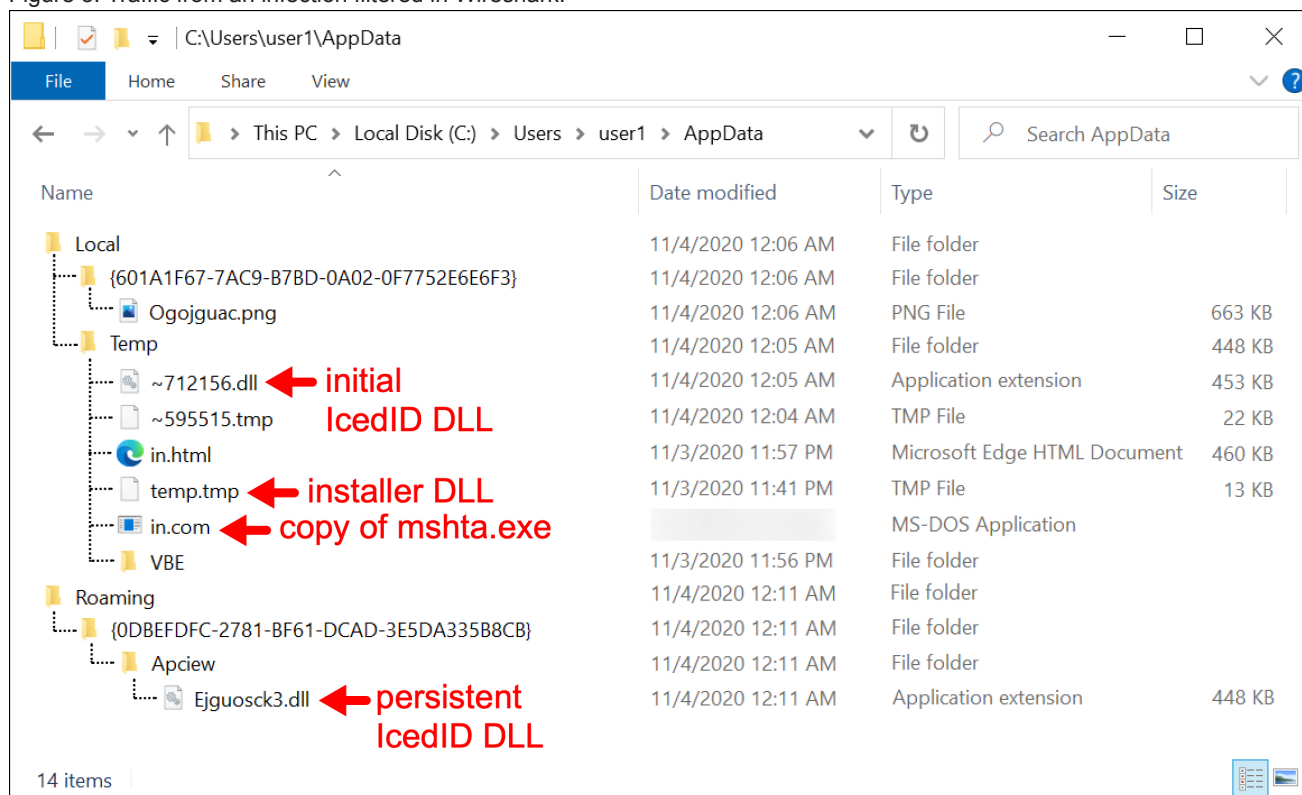 C:\Users\user1\AppData
File Home Share View ?
This PC > Local Disk (C:) > Users > user1 > AppData Search AppData
Name Date modified Type Size
Local 11/4/2020 12:06 AM File folder
{601A1F67-7AC9-B7BD-0A02-0F7752E6E6F3} 11/4/2020 12:06 AM File folder
Ogojguac.png 11/4/2020 12:06 AM PNG File 663 KB
Temp 11/4/2020 12:05 AM File folder 448 KB
~712156.dll initial 11/4/2020 12:05 AM Application extension 453 KB
~595515.tmp IcedID DLL 11/4/2020 12:04 AM TMP File 22 KB
in.html 11/3/2020 11:57 PM Microsoft Edge HTML Document 460 KB
temp.tmp installer DLL 11/3/2020 11:41 PM TMP File 13 KB
in.com copy of mshta.exe MS-DOS Application
VBE 11/3/2020 11:56 PM File folder
Roaming 11/4/2020 12:11 AM File folder
{0DBEFDFC-2781-BF61-DCAD-3E5DA335B8CB} 11/4/2020 12:11 AM File folder
Apciew 11/4/2020 12:11 AM File folder
Ejguosck3.dll persistent 11/4/2020 12:11 AM Application extension 448 KB
IcedID DLL
14 items